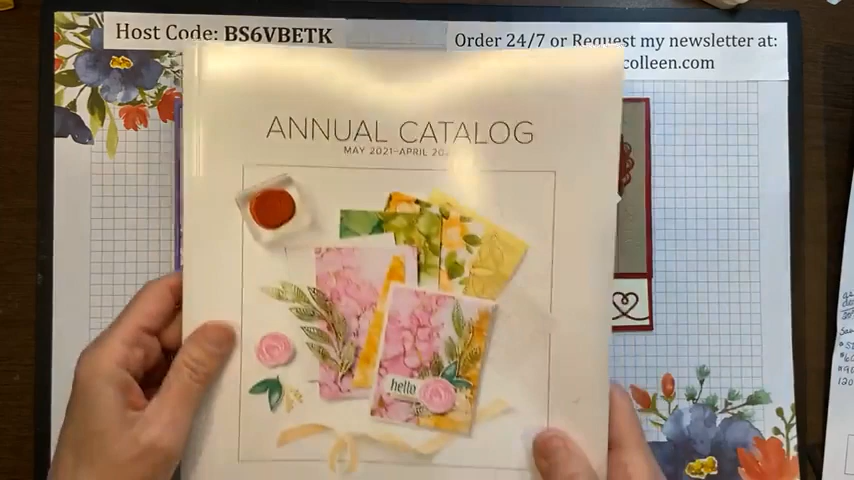 Host Code: BS6VBETK
Order 24/7 or Request my newsletter at:
colleen.com
ANNUAL CATALOG
MAY 2021–APRIL
hello